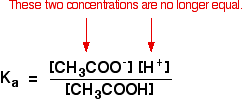 These two concentrations are no longer equal.
Kₐ = [CH₃COO⁻] [H⁺]
[CH₃COOH]